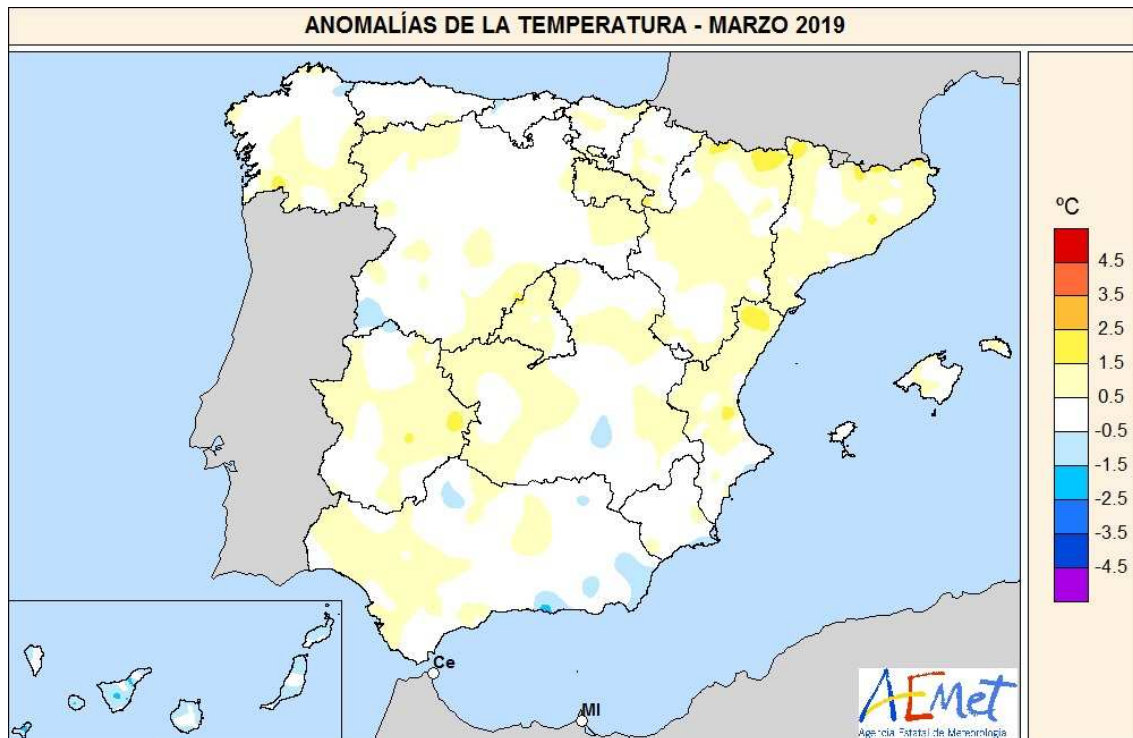 ANOMALÍAS DE LA TEMPERATURA - MARZO 2019
ºC
4.5
3.5
2.5
1.5
0.5
-0.5
-1.5
-2.5
-3.5
-4.5
Ce
Ml
AEMet
Agencia Estatal de Meteorología